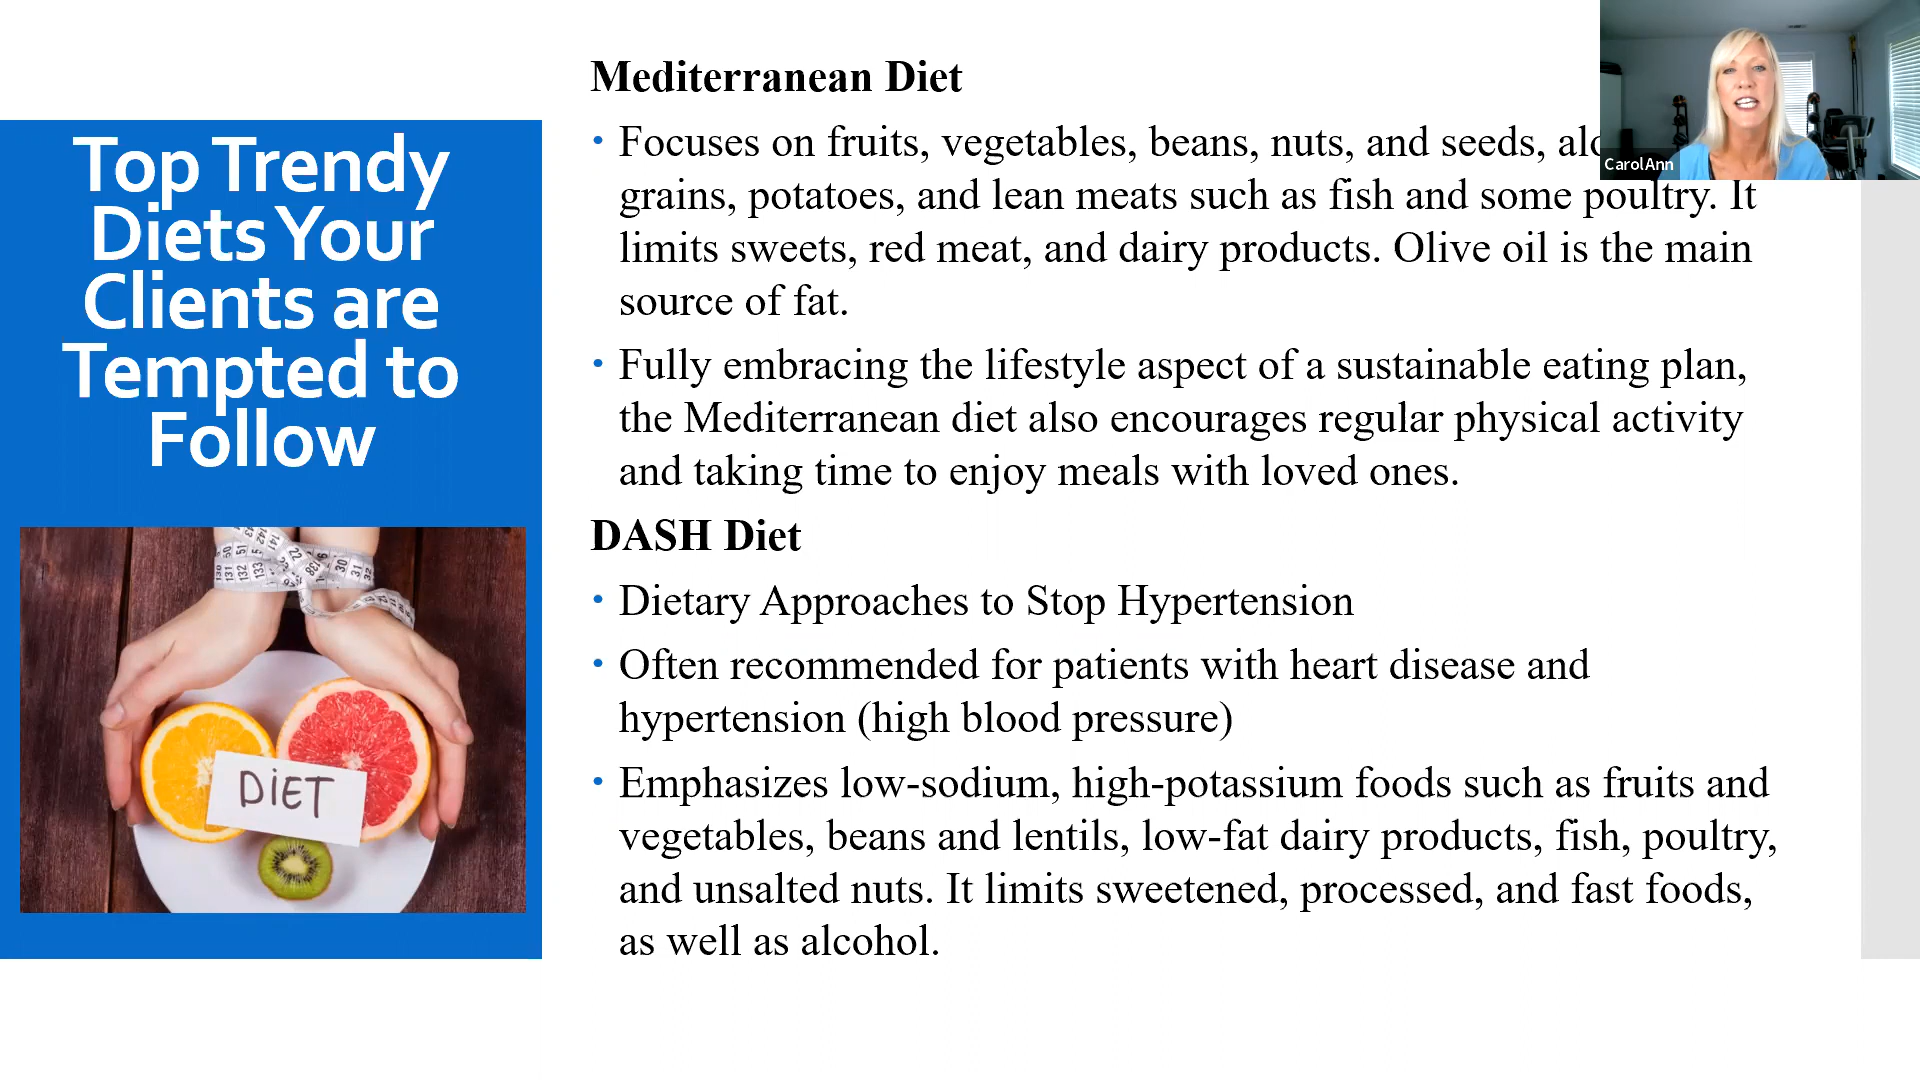 Top Trendy
Diets Your
Clients are
Tempted to
Follow
DIET
Mediterranean Diet
• Focuses on fruits, vegetables, beans, nuts, and seeds,
grains, potatoes, and lean meats such as fish and some poultry. It
limits sweets, red meat, and dairy products. Olive oil is the main
source of fat.
• Fully embracing the lifestyle aspect of a sustainable eating plan,
the Mediterranean diet also encourages regular physical activity
and taking time to enjoy meals with loved ones.
DASH Diet
• Dietary Approaches to Stop Hypertension
• Often recommended for patients with heart disease and
hypertension (high blood pressure)
• Emphasizes low-sodium, high-potassium foods such as fruits and
vegetables, beans and lentils, low-fat dairy products, fish, poultry,
and unsalted nuts. It limits sweetened, processed, and fast foods,
as well as alcohol.
CarolAnn